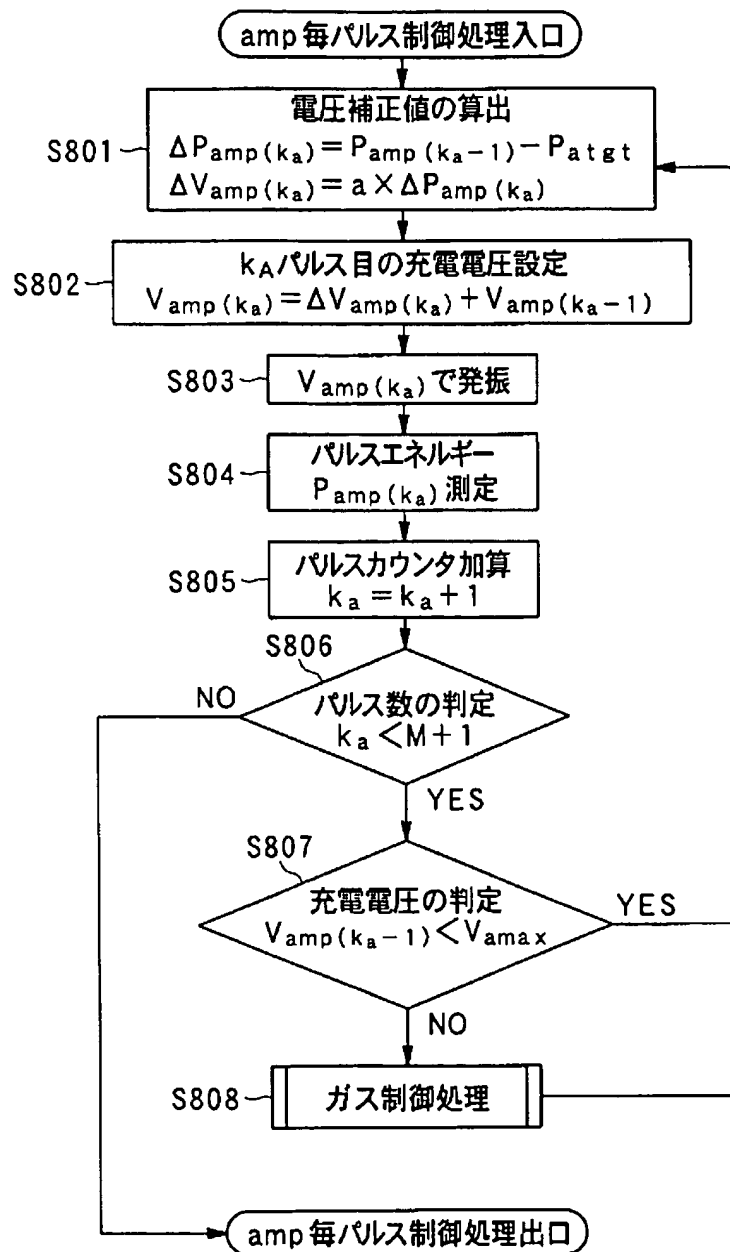 amp毎パルス制御処理入口
S801
電圧補正値の算出
ΔPamp(ka)=Pamp(ka-1)-Patgt
ΔVamp(ka)=a×ΔPamp(ka)
S802
kAパルス目の充電電圧設定
Vamp(ka)=ΔVamp(ka)+Vamp(ka-1)
S803
Vamp(ka)で発振
S804
パルスエネルギー
Pamp(ka)測定
S805
パルスカウンタ加算
ka=ka+1
S806
NO
パルス数の判定
ka<M+1
YES
S807
充電電圧の判定
Vamp(ka-1)<Vamax
YES
NO
S808
ガス制御処理
amp毎パルス制御処理出口